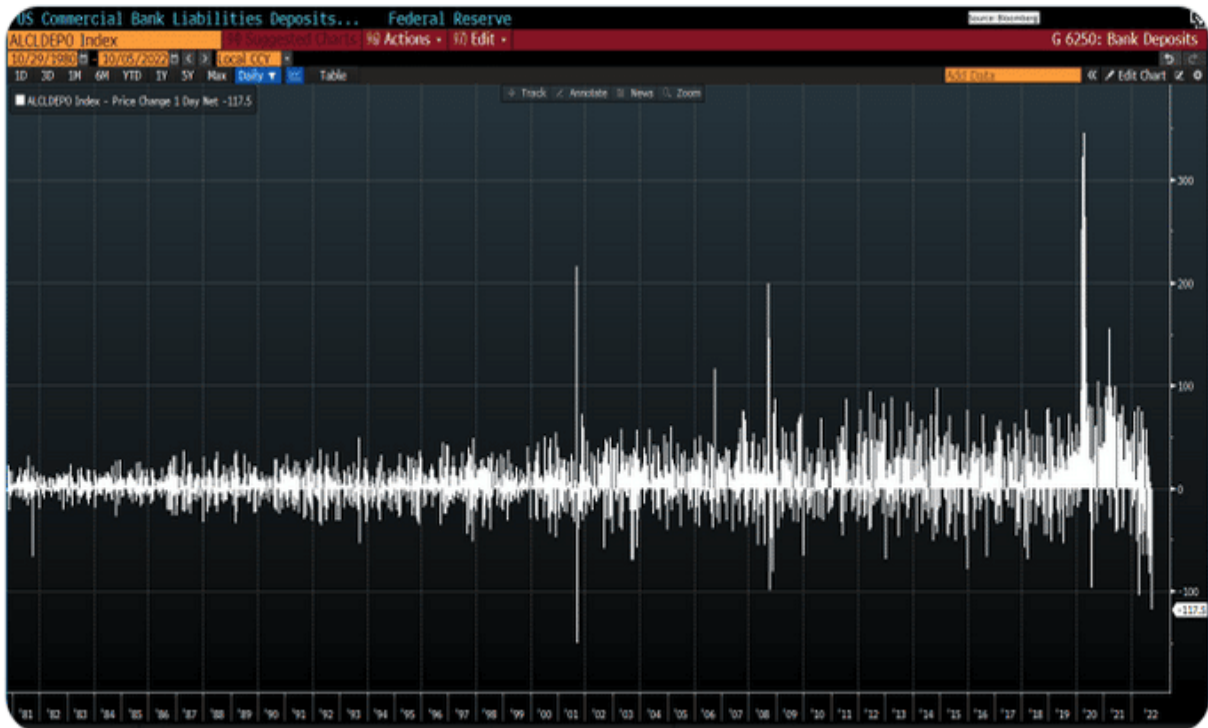 US Commercial Bank Liabilities Deposits... Federal Reserve
Source: Bloomberg
ALCLDEPO Index Suggested Charts Actions Edit G 6250: Bank Deposits
10/29/1980 - 10/05/2022 Local CCY
1D 3D 1M 6M YTD 1Y 5Y Max Daily ▼ Table Add Data « Edit Chart
Track Annotate News Zoom
ALCLDEPO Index - Price Change 1 Day Net -117.5
300
200
100
0
-100
-117.5
'81 '82 '83 '84 '85 '86 '87 '88 '89 '90 '91 '92 '93 '94 '95 '96 '97 '98 '99 '00 '01 '02 '03 '04 '05 '06 '07 '08 '09 '10 '11 '12 '13 '14 '15 '16 '17 '18 '19 '20 '21 '22